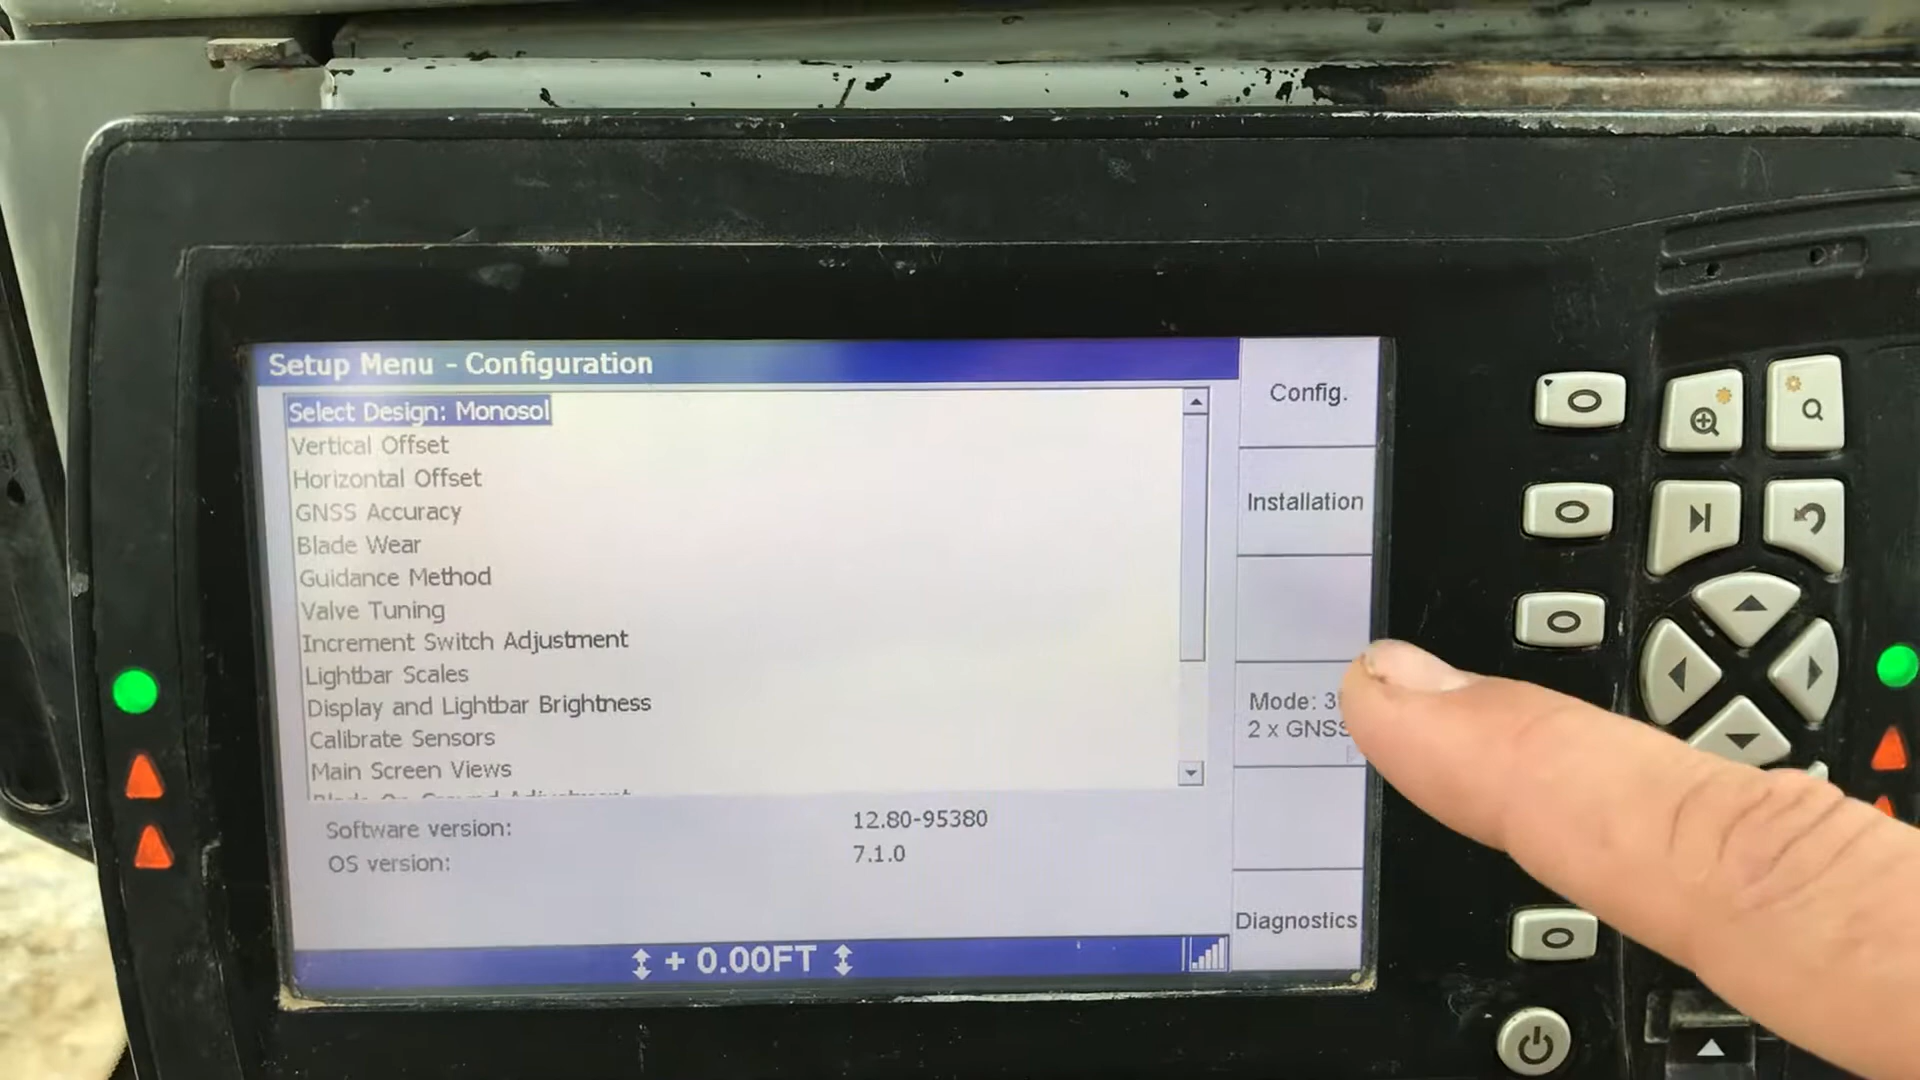 Setup Menu - Configuration
Select Design: Monosol
Vertical Offset
Horizontal Offset
GNSS Accuracy
Blade Wear
Guidance Method
Valve Tuning
Increment Switch Adjustment
Lightbar Scales
Display and Lightbar Brightness
Calibrate Sensors
Main Screen Views
Software version: 12.80-95380
OS version: 7.1.0
+ 0.00FT
Config.
Installation
Mode: 3
2 x GNSS
Diagnostics